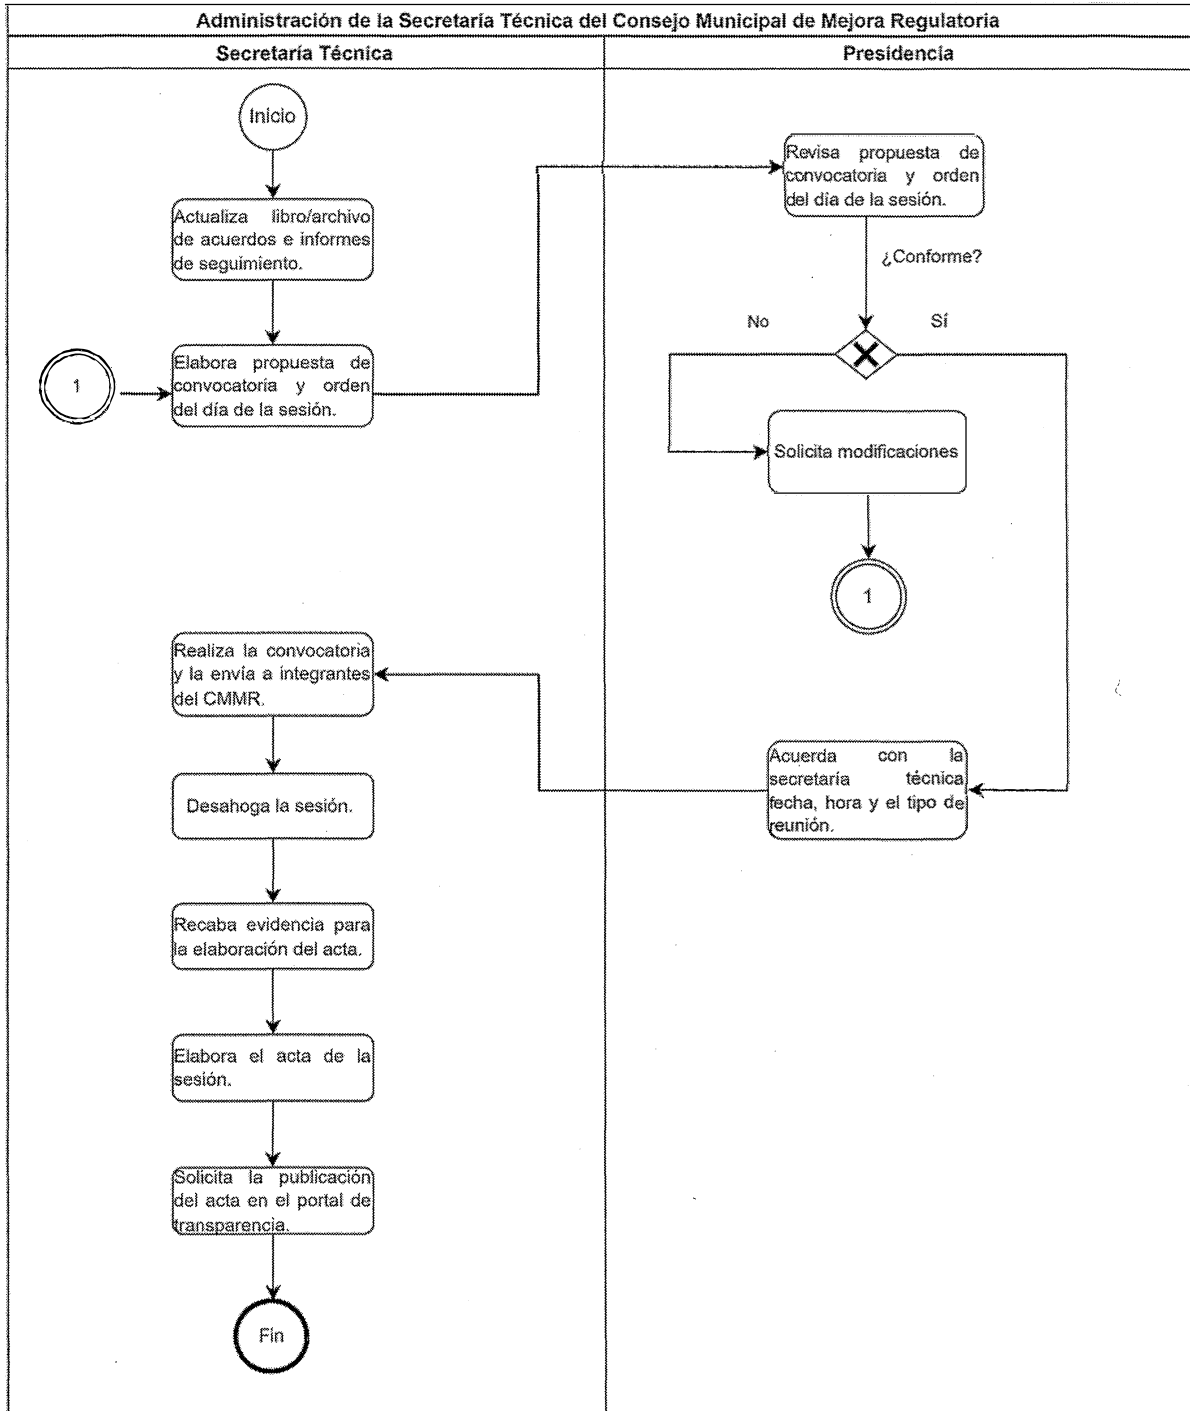 Administración de la Secretaría Técnica del Consejo Municipal de Mejora Regulatoria
Secretaría Técnica
Presidencia
Inicio
Actualiza libro/archivo
de acuerdos e informes
de seguimiento.
1
Elabora propuesta de
convocatoria y orden
del día de la sesión.
Revisa propuesta de
convocatoria y orden
del día de la sesión.
¿Conforme?
No
Sí
Solicita modificaciones
1
Acuerda con la
secretaría técnica
fecha, hora y el tipo de
reunión.
Realiza la convocatoria
y la envía a integrantes
del CMMR.
Desahoga la sesión.
Recaba evidencia para
la elaboración del acta.
Elabora el acta de la
sesión.
Solicita la publicación
del acta en el portal de
transparencia.
Fin